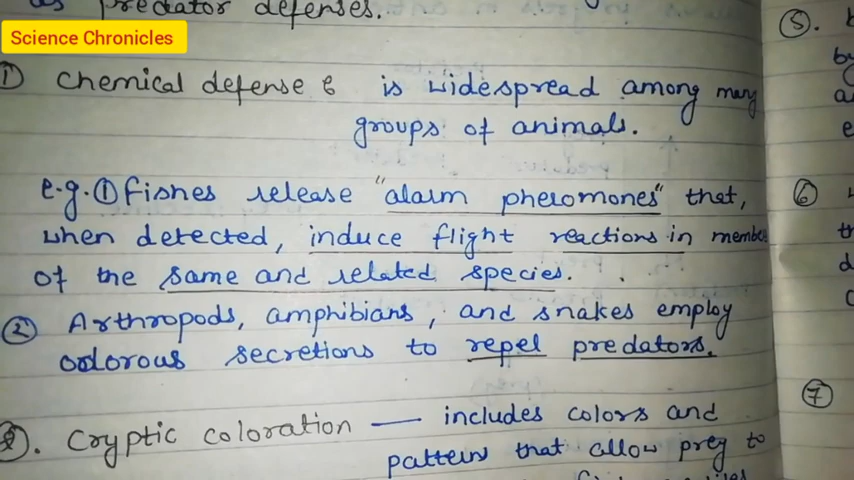 predator defenses.
Science Chronicles
① Chemical defense : is widespread among many
groups of animals.
e.g. ① Fishes release "alarm pheromones" that,
when detected, induce flight reactions in
of the same and related species.
② Arthropods, amphibians, and snakes employ
odorous secretions to repel predators.
②. Cryptic coloration — includes colors and
pattern that allow prey to
⑤.
by
⑥
⑦